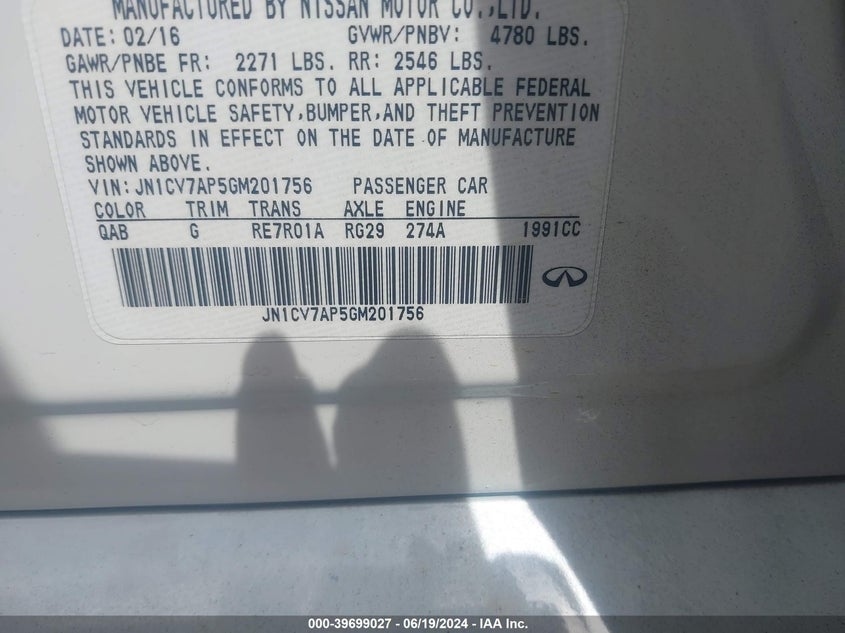 MANUFACTURED BY NISSAN MOTOR CO.,LTD.
DATE: 02/16 GVWR/PNBV: 4780 LBS.
GAWR/PNBE FR: 2271 LBS. RR: 2546 LBS.
THIS VEHICLE CONFORMS TO ALL APPLICABLE FEDERAL
MOTOR VEHICLE SAFETY,BUMPER,AND THEFT PREVENTION
STANDARDS IN EFFECT ON THE DATE OF MANUFACTURE
SHOWN ABOVE.
VIN:JN1CV7AP5GM201756 PASSENGER CAR
COLOR TRIM TRANS AXLE ENGINE
QAB G RE7R01A RG29 274A 1991CC
JN1CV7AP5GM201756
000-39699027 - 06/19/2024 - IAA Inc.